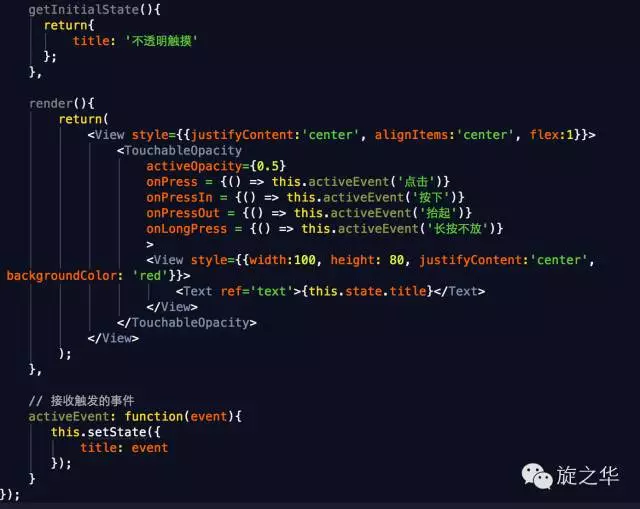 getInitialState(){
return{
title: '不透明触摸'
};
},
render(){
return(
<View style={{justifyContent:'center', alignItems:'center', flex:1}}>
<TouchableOpacity
activeOpacity={0.5}
onPress = {() => this.activeEvent('点击')}
onPressIn = {() => this.activeEvent('按下')}
onPressOut = {() => this.activeEvent('抬起')}
onLongPress = {() => this.activeEvent('长按不放')}
>
<View style={{width:100, height: 80, justifyContent:'center',
backgroundColor: 'red'}}>
<Text ref='text'>{this.state.title}</Text>
</View>
</TouchableOpacity>
</View>
);
},
// 接收触发的事件
activeEvent: function(event){
this.setState({
title: event
});
}
});
旋之华